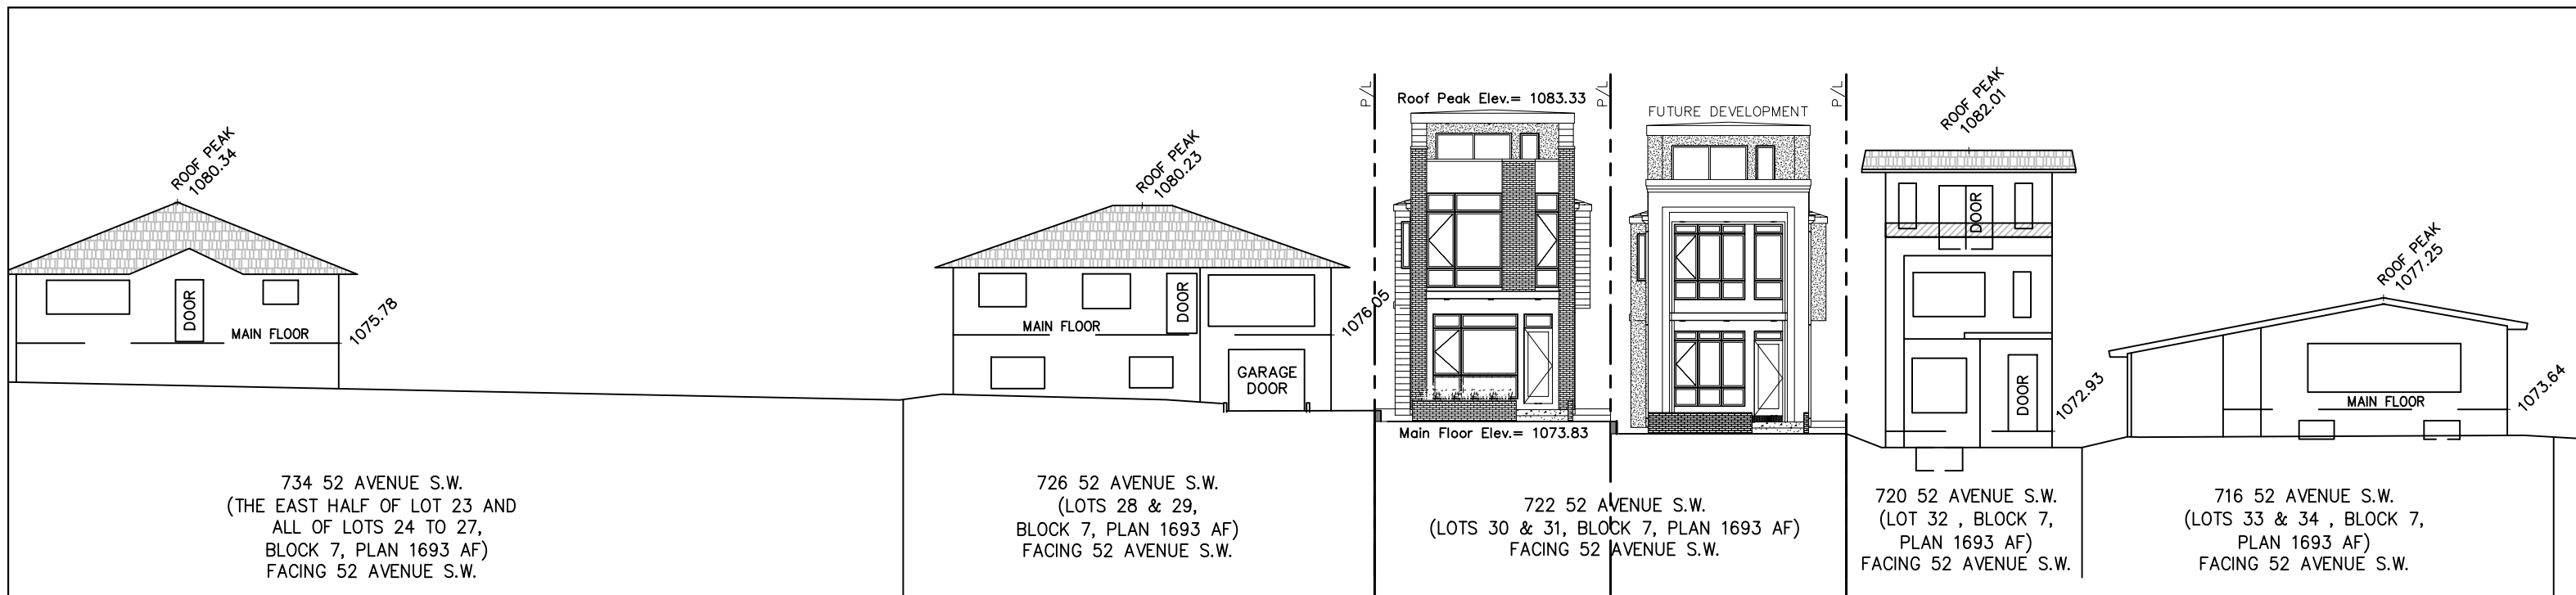 ROOF PEAK
1080.34
DOOR
MAIN FLOOR
1075.78
734 52 AVENUE S.W.
(THE EAST HALF OF LOT 23 AND
ALL OF LOTS 24 TO 27,
BLOCK 7, PLAN 1693 AF)
FACING 52 AVENUE S.W.
ROOF PEAK
1080.23
DOOR
MAIN FLOOR
1076.05
GARAGE
DOOR
726 52 AVENUE S.W.
(LOTS 28 & 29,
BLOCK 7, PLAN 1693 AF)
FACING 52 AVENUE S.W.
P/L
Roof Peak Elev.= 1083.33
P/L
Main Floor Elev.= 1073.83
FUTURE DEVELOPMENT
P/L
722 52 AVENUE S.W.
(LOTS 30 & 31, BLOCK 7, PLAN 1693 AF)
FACING 52 AVENUE S.W.
ROOF PEAK
1082.01
DOOR
DOOR
1072.93
720 52 AVENUE S.W.
(LOT 32 , BLOCK 7,
PLAN 1693 AF)
FACING 52 AVENUE S.W.
ROOF PEAK
1077.25
MAIN FLOOR
1073.64
716 52 AVENUE S.W.
(LOTS 33 & 34 , BLOCK 7,
PLAN 1693 AF)
FACING 52 AVENUE S.W.